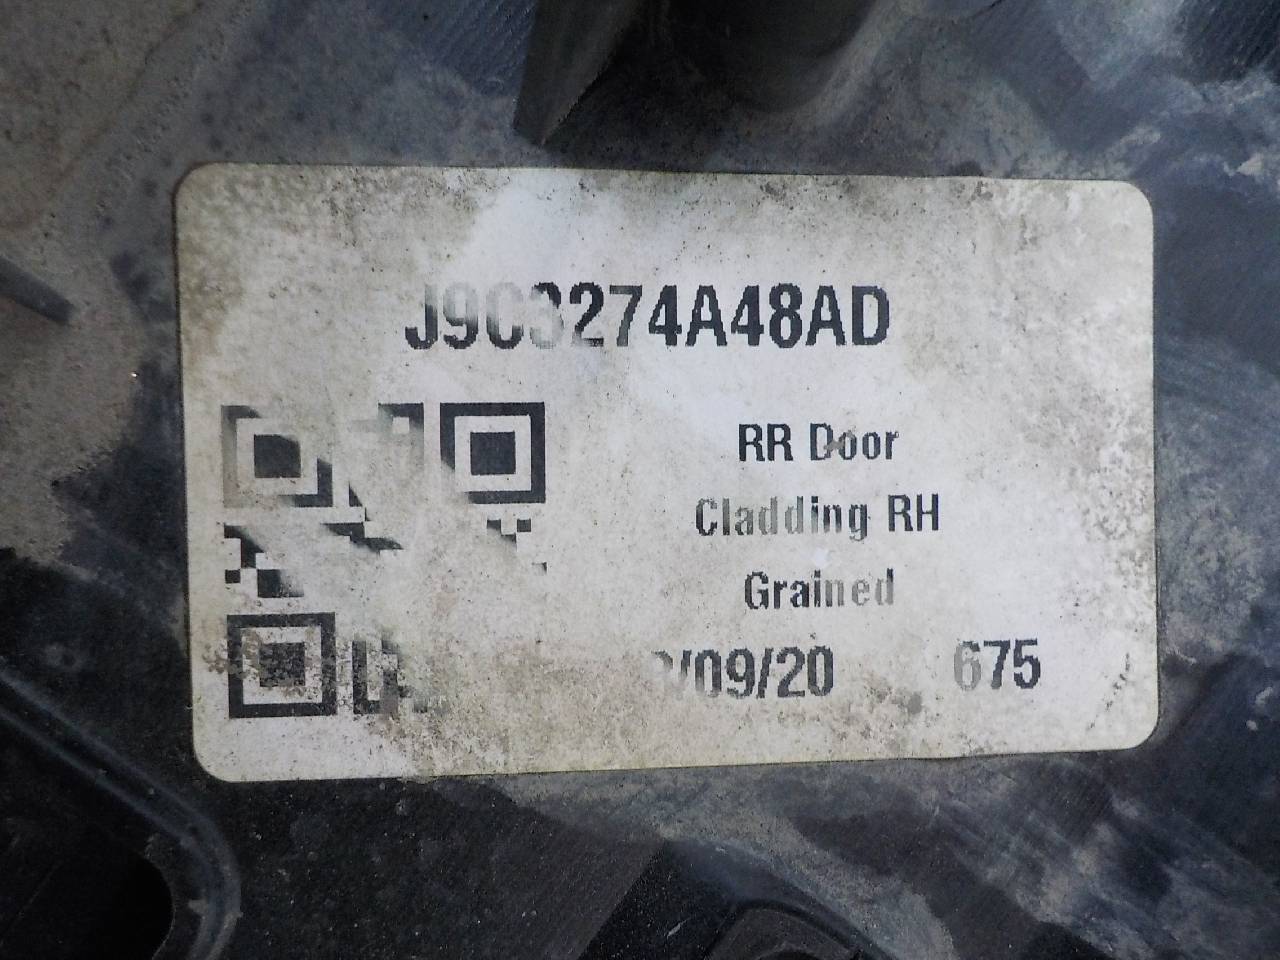 J9C3274A48AD
RR Door
Cladding RH
Grained
/09/20 675